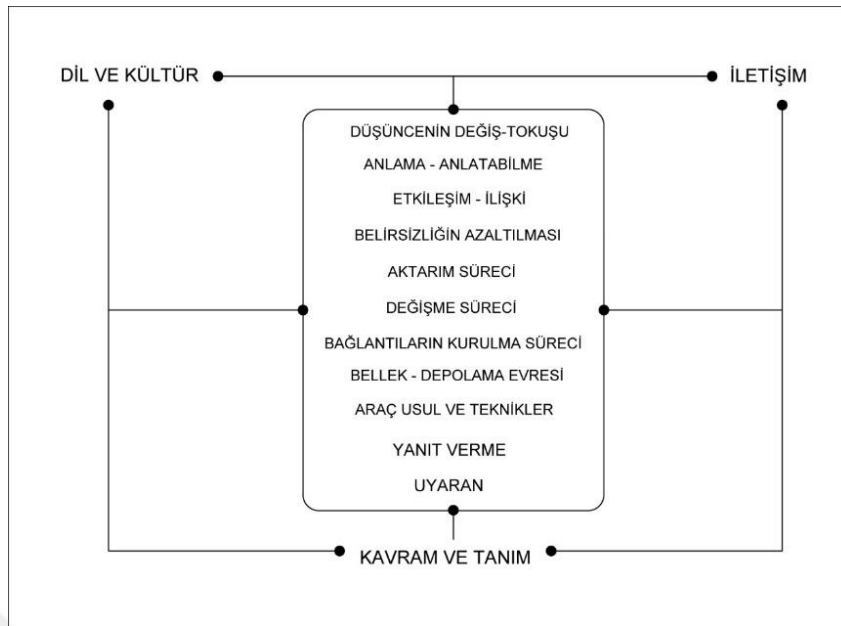 DİL VE KÜLTÜR
İLETİŞİM
DÜŞÜNCENİN DEĞİŞ-TOKUŞU
ANLAMA - ANLATABİLME
ETKİLEŞİM - İLİŞKİ
BELİRSİZLİĞİN AZALTILMASI
AKTARIM SÜRECİ
DEĞİŞME SÜRECİ
BAĞLANTILARIN KURULMA SÜRECİ
BELLEK - DEPOLAMA EVRESİ
ARAÇ USUL VE TEKNİKLER
YANIT VERME
UYARAN
KAVRAM VE TANIM